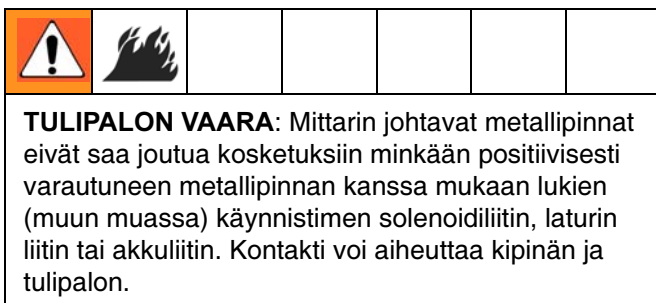 TULIPALON VAARA: Mittarin johtavat metallipinnat
eivät saa joutua kosketuksiin minkään positiivisesti
varautuneen metallipinnan kanssa mukaan lukien
(muun muassa) käynnistimen solenoidiliitin, laturin
liitin tai akkuliitin. Kontakti voi aiheuttaa kipinän ja
tulipalon.